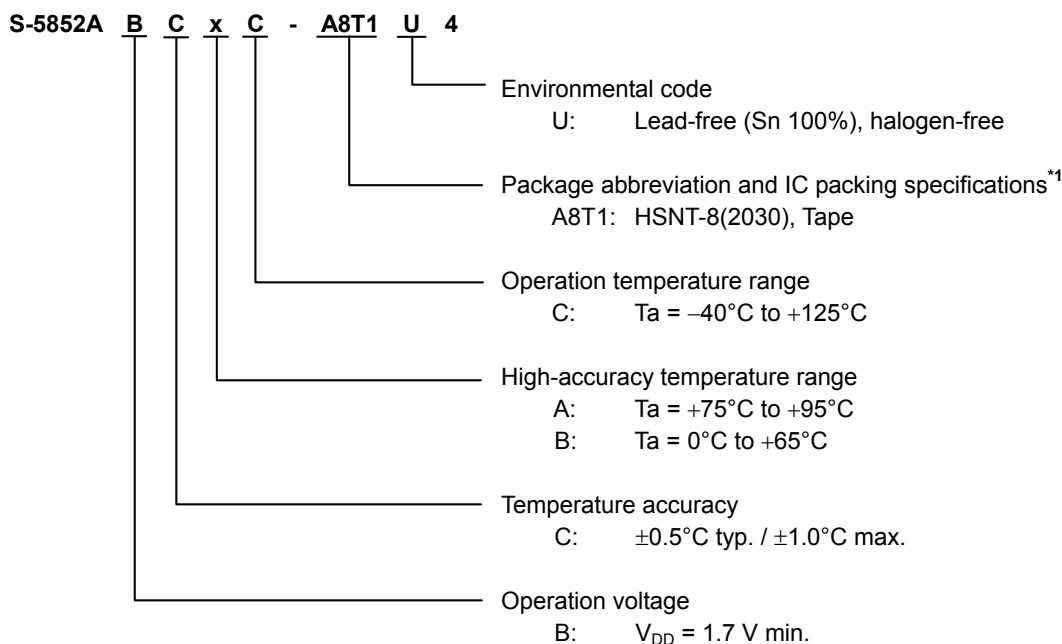 S-5852A B C x C - A8T1 U 4
Environmental code
U: Lead-free (Sn 100%), halogen-free
Package abbreviation and IC packing specifications*1
A8T1: HSNT-8(2030), Tape
Operation temperature range
C: Ta = −40°C to +125°C
High-accuracy temperature range
A: Ta = +75°C to +95°C
B: Ta = 0°C to +65°C
Temperature accuracy
C: ±0.5°C typ. / ±1.0°C max.
Operation voltage
B: VDD = 1.7 V min.